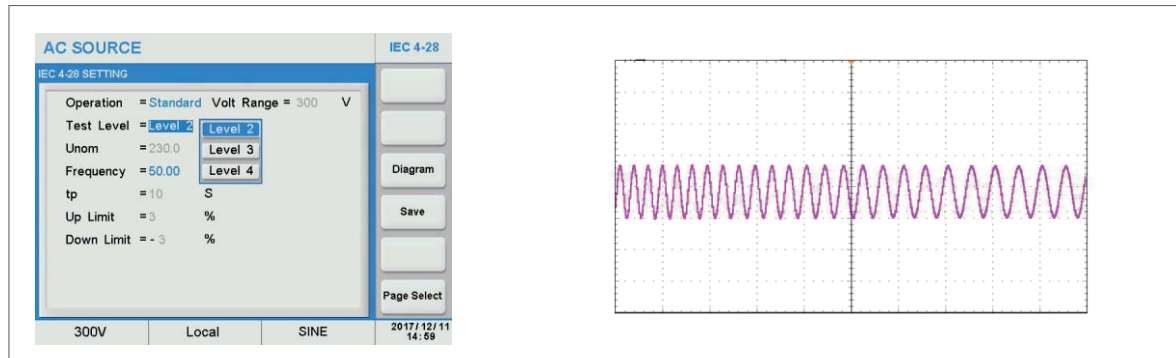 AC SOURCE
IEC 4-28
IEC 4-28 SETTING
Operation =Standard Volt Range = 300 V
Test Level =Level 2
Level 2
Unom =230.0
Level 3
Frequency =50.00
Level 4
Diagram
tp =10 S
Up Limit =3 %
Save
Down Limit =- 3 %
Page Select
300V
Local
SINE
2017/12/11
14:59